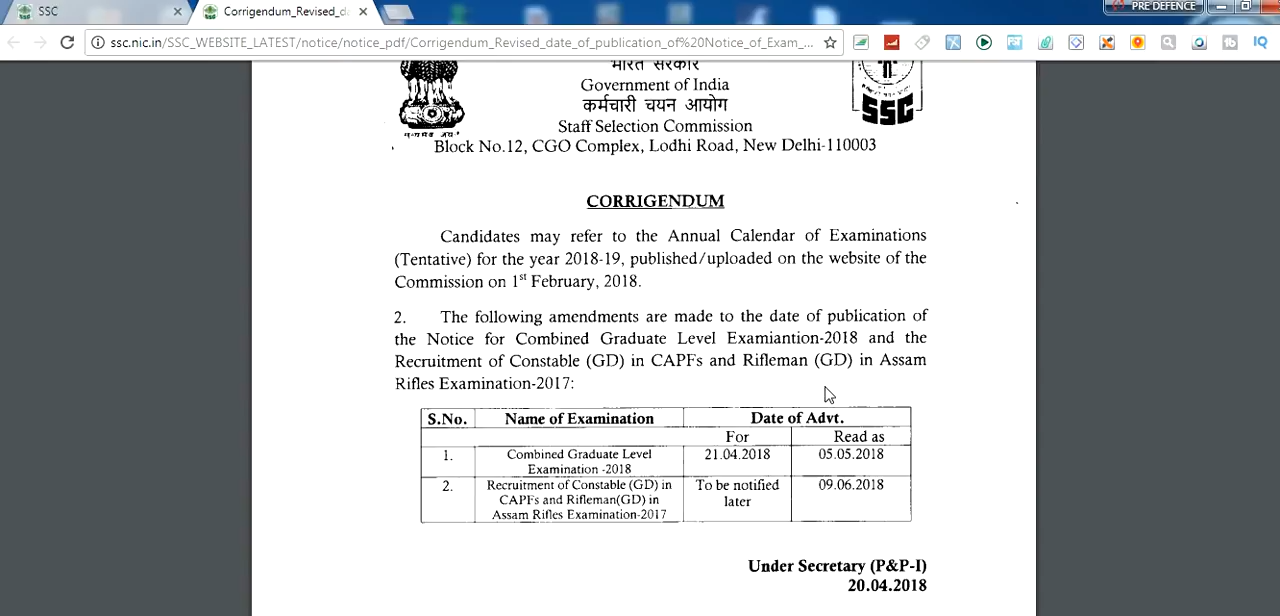 SSC
Corrigendum_Revised_d
PRE DEFENCE
ssc.nic.in/SSC_WEBSITE_LATEST/notice/notice_pdf/Corrigendum_Revised_date_of_publication_of%20Notice_of_Exam_...
भारत सरकार
Government of India
कर्मचारी चयन आयोग
SSC
Staff Selection Commission
Block No.12, CGO Complex, Lodhi Road, New Delhi-110003
CORRIGENDUM
Candidates may refer to the Annual Calendar of Examinations
(Tentative) for the year 2018-19, published/uploaded on the website of the
Commission on 1st February, 2018.
2. The following amendments are made to the date of publication of
the Notice for Combined Graduate Level Examiantion-2018 and the
Recruitment of Constable (GD) in CAPFs and Rifleman (GD) in Assam
Rifles Examination-2017:
S.No. Name of Examination Date of Advt.
For Read as
1. Combined Graduate Level 21.04.2018 05.05.2018
Examination -2018
2. Recruitment of Constable (GD) in To be notified 09.06.2018
CAPFs and Rifleman(GD) in later
Assam Rifles Examination-2017
Under Secretary (P&P-I)
20.04.2018